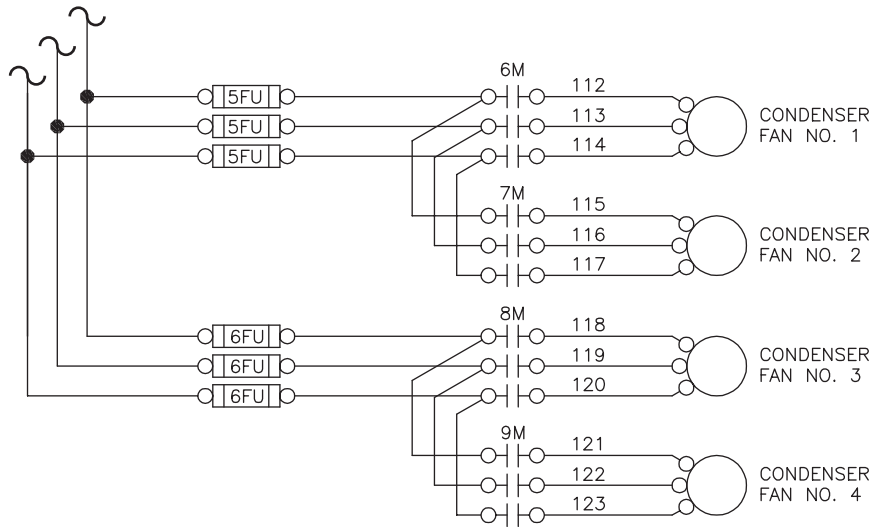 6M
5FU 112
5FU 113
5FU 114
CONDENSER
FAN NO. 1
7M
115
116
117
CONDENSER
FAN NO. 2
8M
6FU 118
6FU 119
6FU 120
CONDENSER
FAN NO. 3
9M
121
122
123
CONDENSER
FAN NO. 4